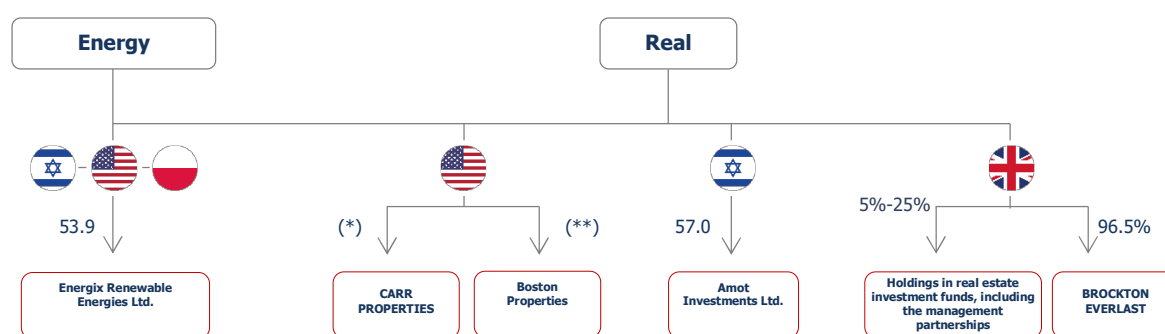 Energy
Real
5%-25%
53.9
(*)
(**)
57.0
96.5%
Energix Renewable
Energies Ltd.
CARR
PROPERTIES
Boston
Properties
Amot
Investments Ltd.
Holdings in real estate
investment funds, including
the management
partnerships
BROCKTON
EVERLAST